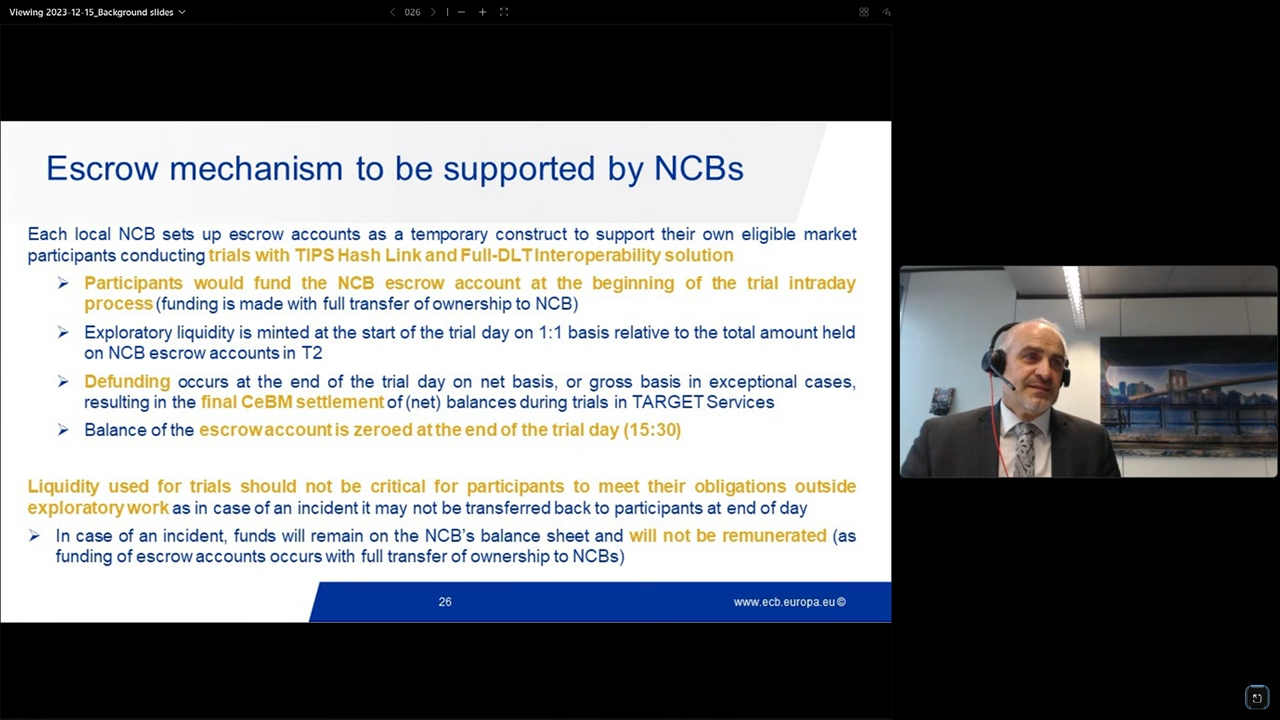 Viewing 2023-12-15_Background slides
026
Escrow mechanism to be supported by NCBs
Each local NCB sets up escrow accounts as a temporary construct to support their own eligible market
participants conducting trials with TIPS Hash Link and Full-DLT Interoperability solution
Participants would fund the NCB escrow account at the beginning of the trial intraday
process (funding is made with full transfer of ownership to NCB)
Exploratory liquidity is minted at the start of the trial day on 1:1 basis relative to the total amount held
on NCB escrow accounts in T2
Defunding occurs at the end of the trial day on net basis, or gross basis in exceptional cases,
resulting in the final CeBM settlement of (net) balances during trials in TARGET Services
Balance of the escrow account is zeroed at the end of the trial day (15:30)
Liquidity used for trials should not be critical for participants to meet their obligations outside
exploratory work as in case of an incident it may not be transferred back to participants at end of day
In case of an incident, funds will remain on the NCB's balance sheet and will not be remunerated (as
funding of escrow accounts occurs with full transfer of ownership to NCBs)
26
www.ecb.europa.eu ©